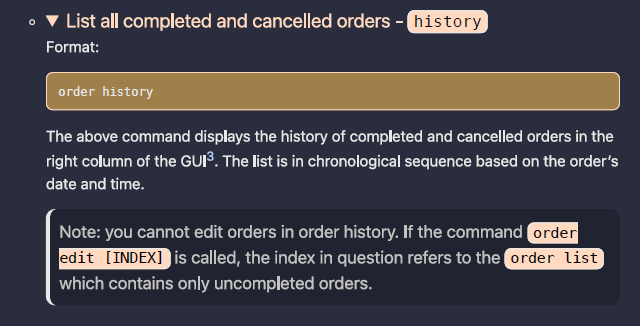 List all completed and cancelled orders - history
Format:
order history
The above command displays the history of completed and cancelled orders in the
right column of the GUI3. The list is in chronological sequence based on the order's
date and time.
Note: you cannot edit orders in order history. If the command order
edit [INDEX] is called, the index in question refers to the order list
which contains only uncompleted orders.